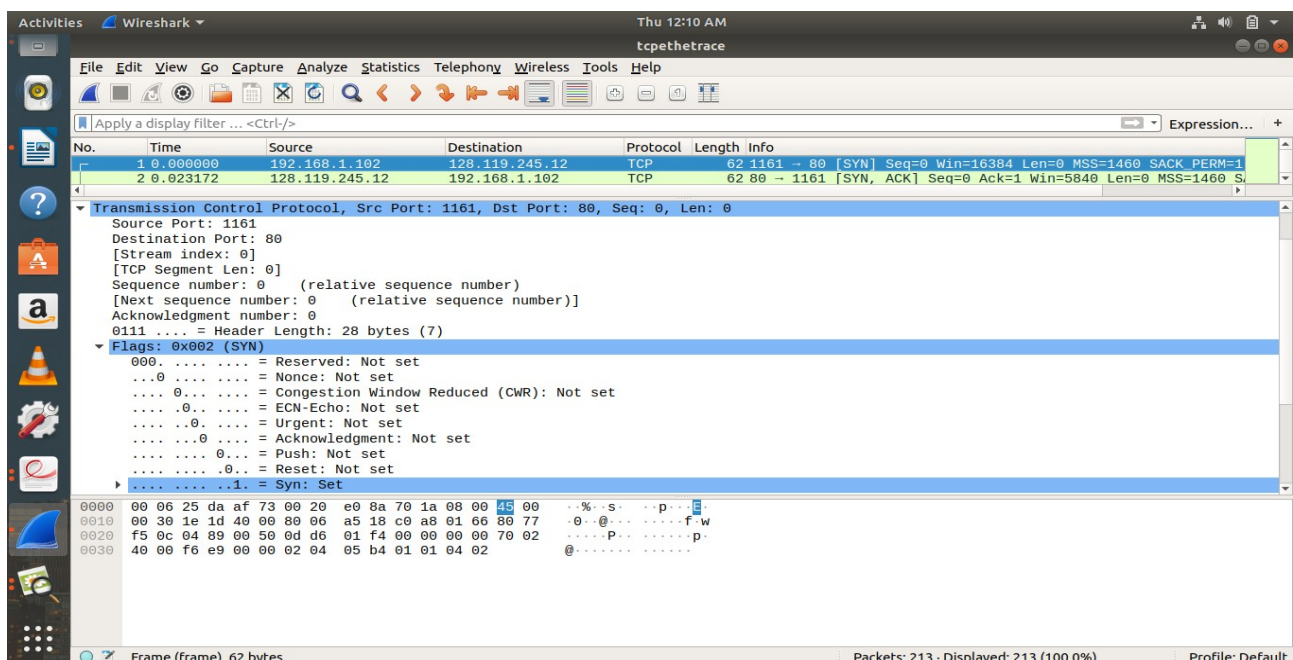 Activities Wireshark Thu 12:10 AM
tcpethetrace
File Edit View Go Capture Analyze Statistics Telephony Wireless Tools Help
Apply a display filter … <Ctrl-/> Expression… +
No. Time Source Destination Protocol Length Info
1 0.000000 192.168.1.102 128.119.245.12 TCP 62 1161 → 80 [SYN] Seq=0 Win=16384 Len=0 MSS=1460 SACK_PERM=1
2 0.023172 128.119.245.12 192.168.1.102 TCP 62 80 → 1161 [SYN, ACK] Seq=0 Ack=1 Win=5840 Len=0 MSS=1460 SA
Transmission Control Protocol, Src Port: 1161, Dst Port: 80, Seq: 0, Len: 0
Source Port: 1161
Destination Port: 80
[Stream index: 0]
[TCP Segment Len: 0]
Sequence number: 0 (relative sequence number)
[Next sequence number: 0 (relative sequence number)]
Acknowledgment number: 0
0111 .... = Header Length: 28 bytes (7)
Flags: 0x002 (SYN)
000. .... .... = Reserved: Not set
...0 .... .... = Nonce: Not set
.... 0... .... = Congestion Window Reduced (CWR): Not set
.... .0.. .... = ECN-Echo: Not set
.... ..0. .... = Urgent: Not set
.... ...0 .... = Acknowledgment: Not set
.... .... 0... = Push: Not set
.... .... .0.. = Reset: Not set
.... .... ..1. = Syn: Set
0000 00 06 25 da af 73 00 20 e0 8a 70 1a 08 00 45 00 ··%··s· ··p···E·
0010 00 30 1e 1d 40 00 80 06 a5 18 c0 a8 01 66 80 77 ·0··@··· ·····f·w
0020 f5 0c 04 89 00 50 0d d6 01 f4 00 00 00 00 70 02 ·····P·· ······p·
0030 40 00 f6 e9 00 00 02 04 05 b4 01 01 04 02 @······· ······
Frame (frame), 62 bytes Packets: 213 · Displayed: 213 (100.0%) Profile: Default